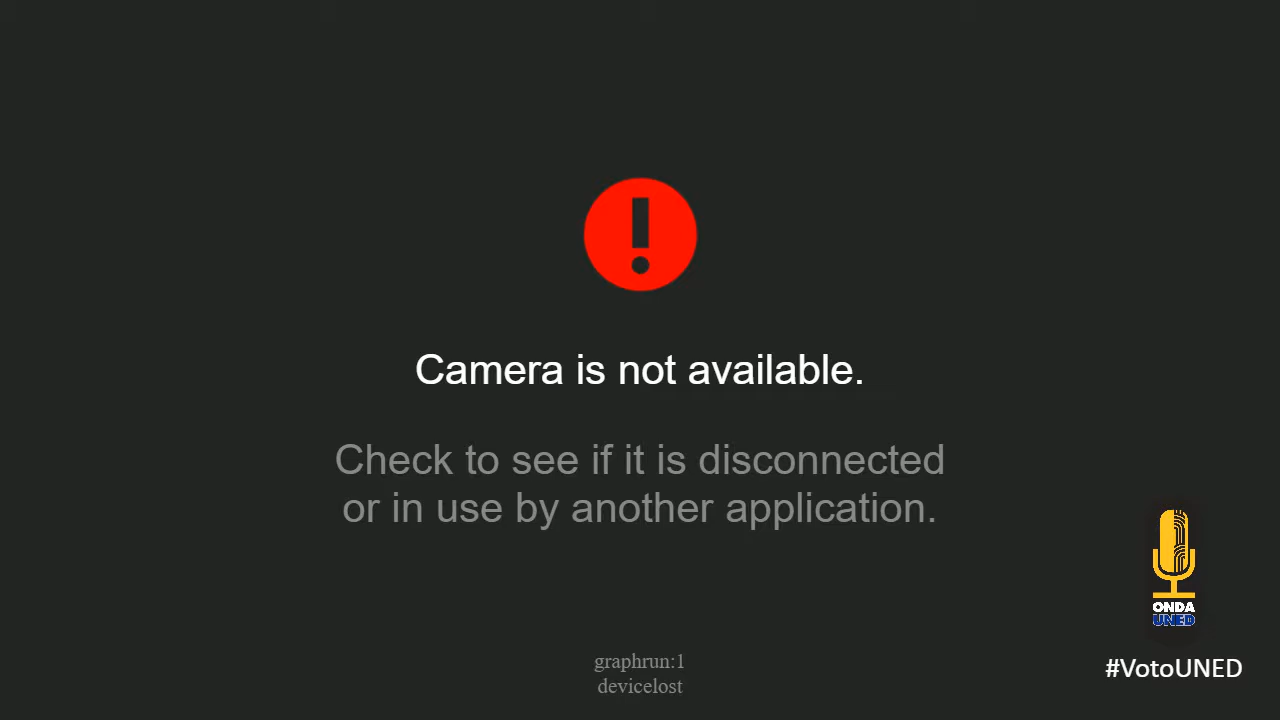 Camera is not available.
Check to see if it is disconnected
or in use by another application.
ONDA
UNED
#VotoUNED
graphrun:1
devicelost